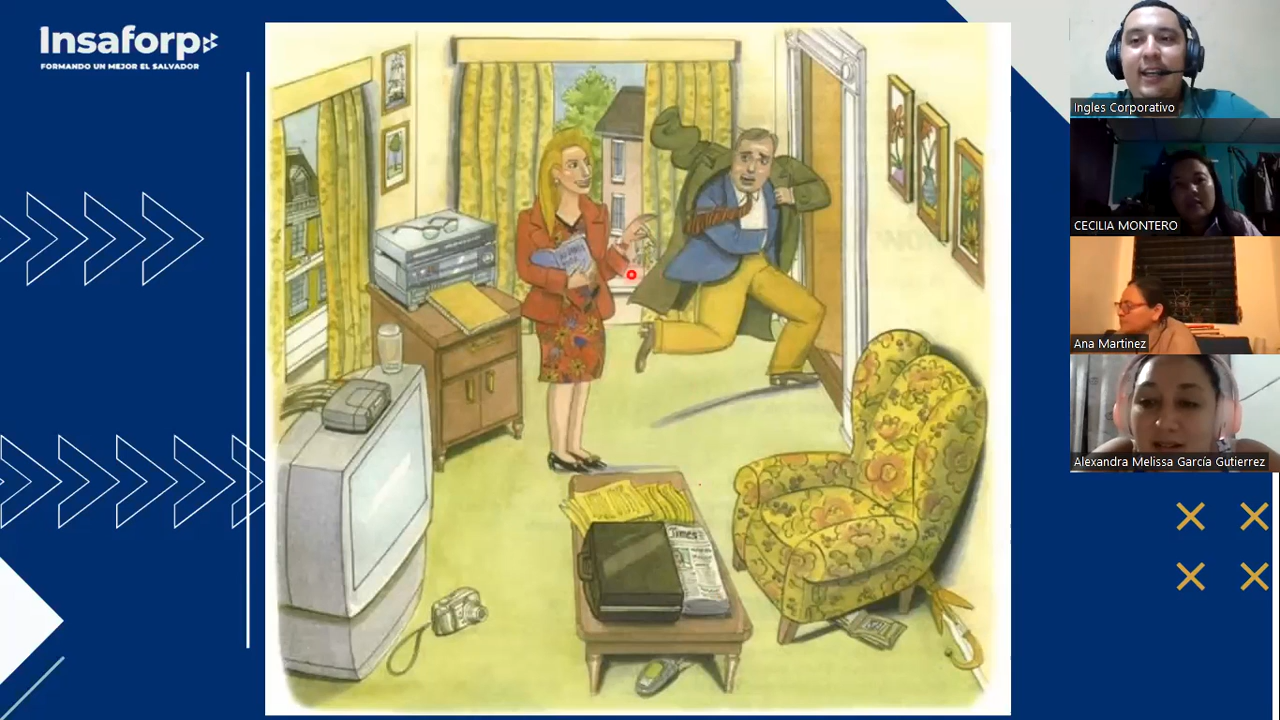 Insaforp
FORMANDO UN MEJOR EL SALVADOR
Times
Ingles Corporativo
CECILIA MONTERO
Ana Martinez
Alexandra Melissa García Gutierrez